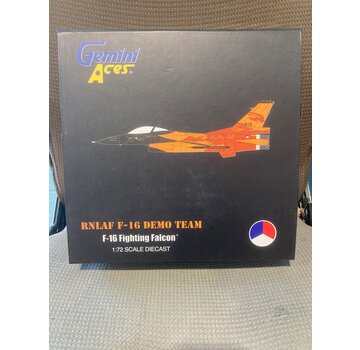 Gemini
Aces
RNLAF F-16 DEMO TEAM
F-16 Fighting Falcon
1:72 SCALE DIECAST